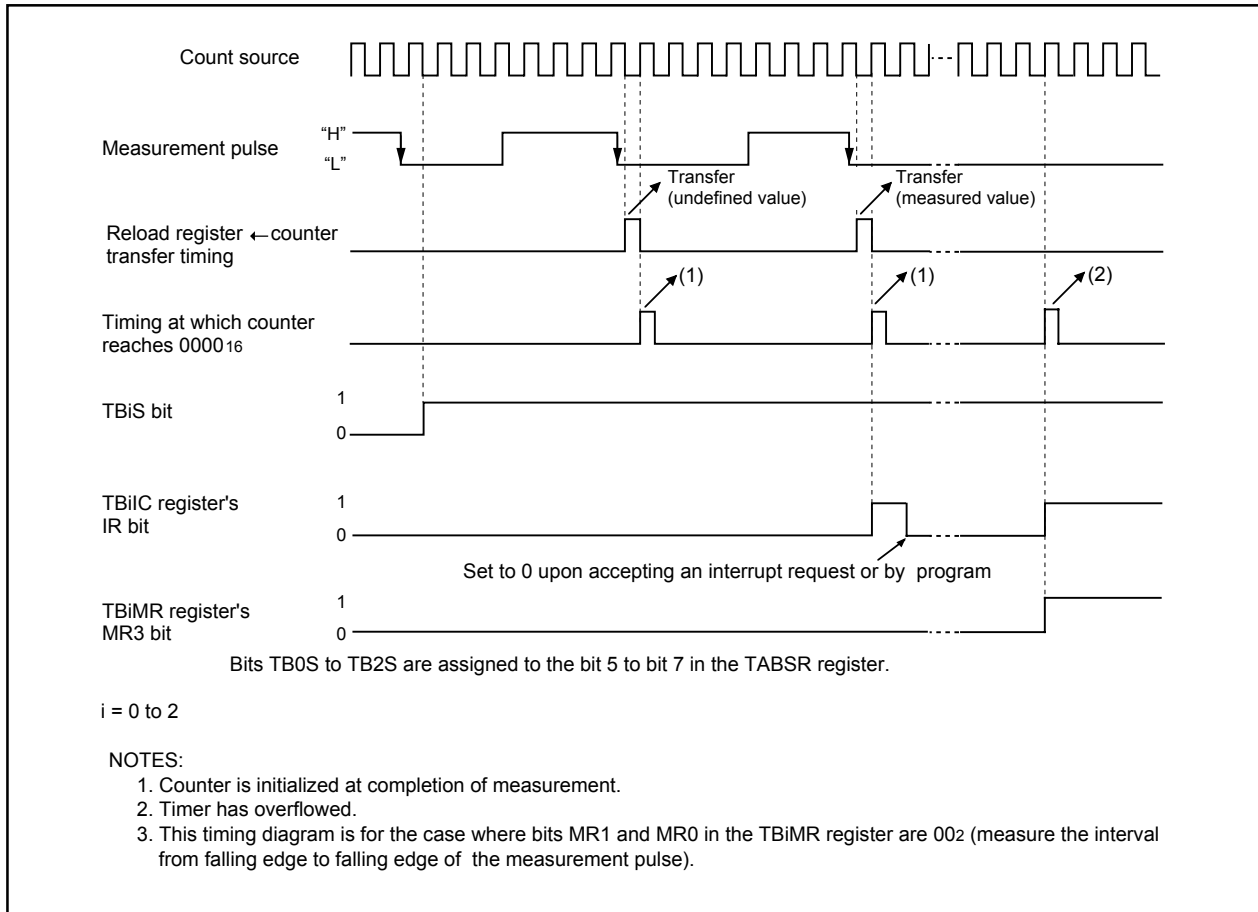 Count source
Measurement pulse
“H”
“L”
Transfer
(undefined value)
Transfer
(measured value)
Reload register ←counter
transfer timing
(1)
(1)
(2)
Timing at which counter
reaches 000016
TBiS bit
1
0
TBiIC register's
IR bit
1
0
Set to 0 upon accepting an interrupt request or by program
TBiMR register's
MR3 bit
1
0
Bits TB0S to TB2S are assigned to the bit 5 to bit 7 in the TABSR register.
i = 0 to 2
NOTES:
1. Counter is initialized at completion of measurement.
2. Timer has overflowed.
3. This timing diagram is for the case where bits MR1 and MR0 in the TBiMR register are 002 (measure the interval
from falling edge to falling edge of the measurement pulse).